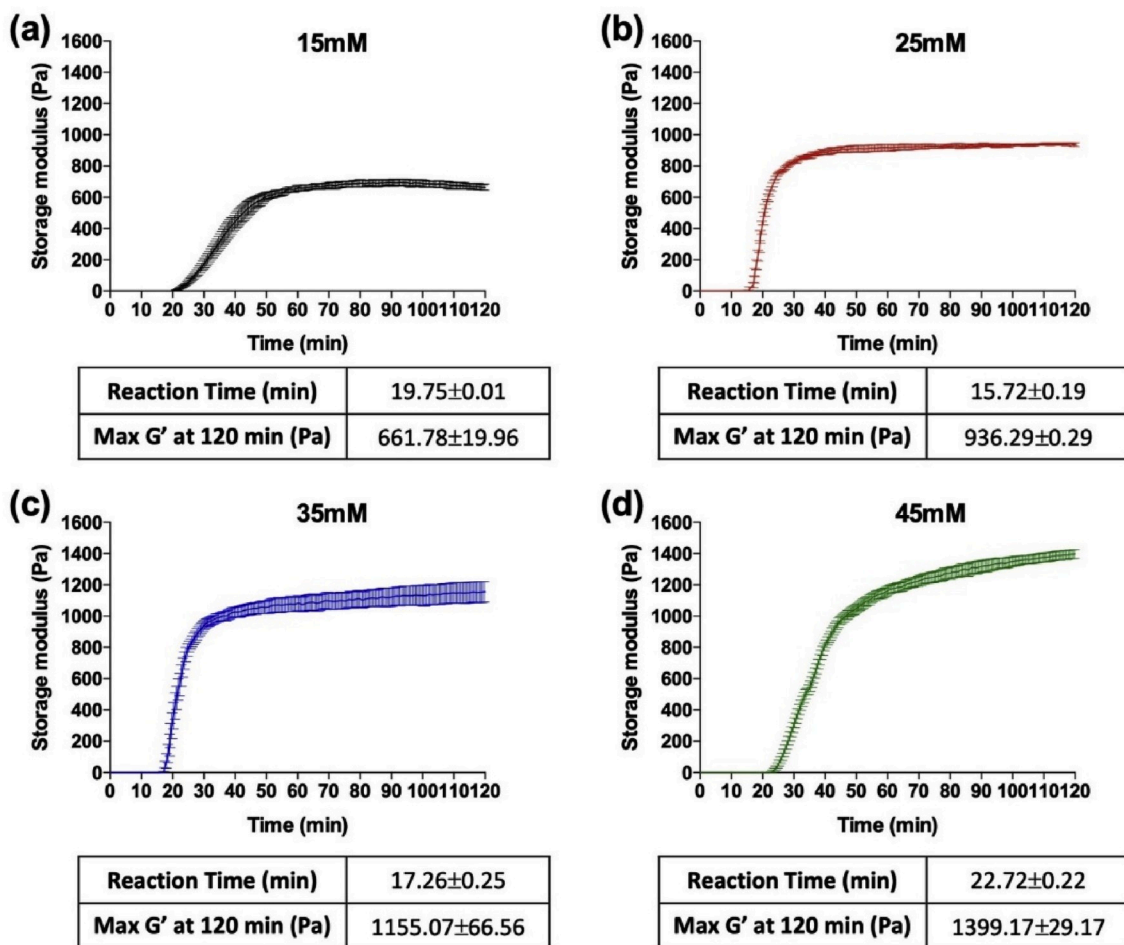 (a)
15mM
Storage modulus (Pa)
1600
1400
1200
1000
800
600
400
200
0
0 10 20 30 40 50 60 70 80 90 100110120
Time (min)
Reaction Time (min) 19.75±0.01
Max G’ at 120 min (Pa) 661.78±19.96
(b)
25mM
Storage modulus (Pa)
1600
1400
1200
1000
800
600
400
200
0
0 10 20 30 40 50 60 70 80 90 100110120
Time (min)
Reaction Time (min) 15.72±0.19
Max G’ at 120 min (Pa) 936.29±0.29
(c)
35mM
Storage modulus (Pa)
1600
1400
1200
1000
800
600
400
200
0
0 10 20 30 40 50 60 70 80 90 100110120
Time (min)
Reaction Time (min) 17.26±0.25
Max G’ at 120 min (Pa) 1155.07±66.56
(d)
45mM
Storage modulus (Pa)
1600
1400
1200
1000
800
600
400
200
0
0 10 20 30 40 50 60 70 80 90 100110120
Time (min)
Reaction Time (min) 22.72±0.22
Max G’ at 120 min (Pa) 1399.17±29.17